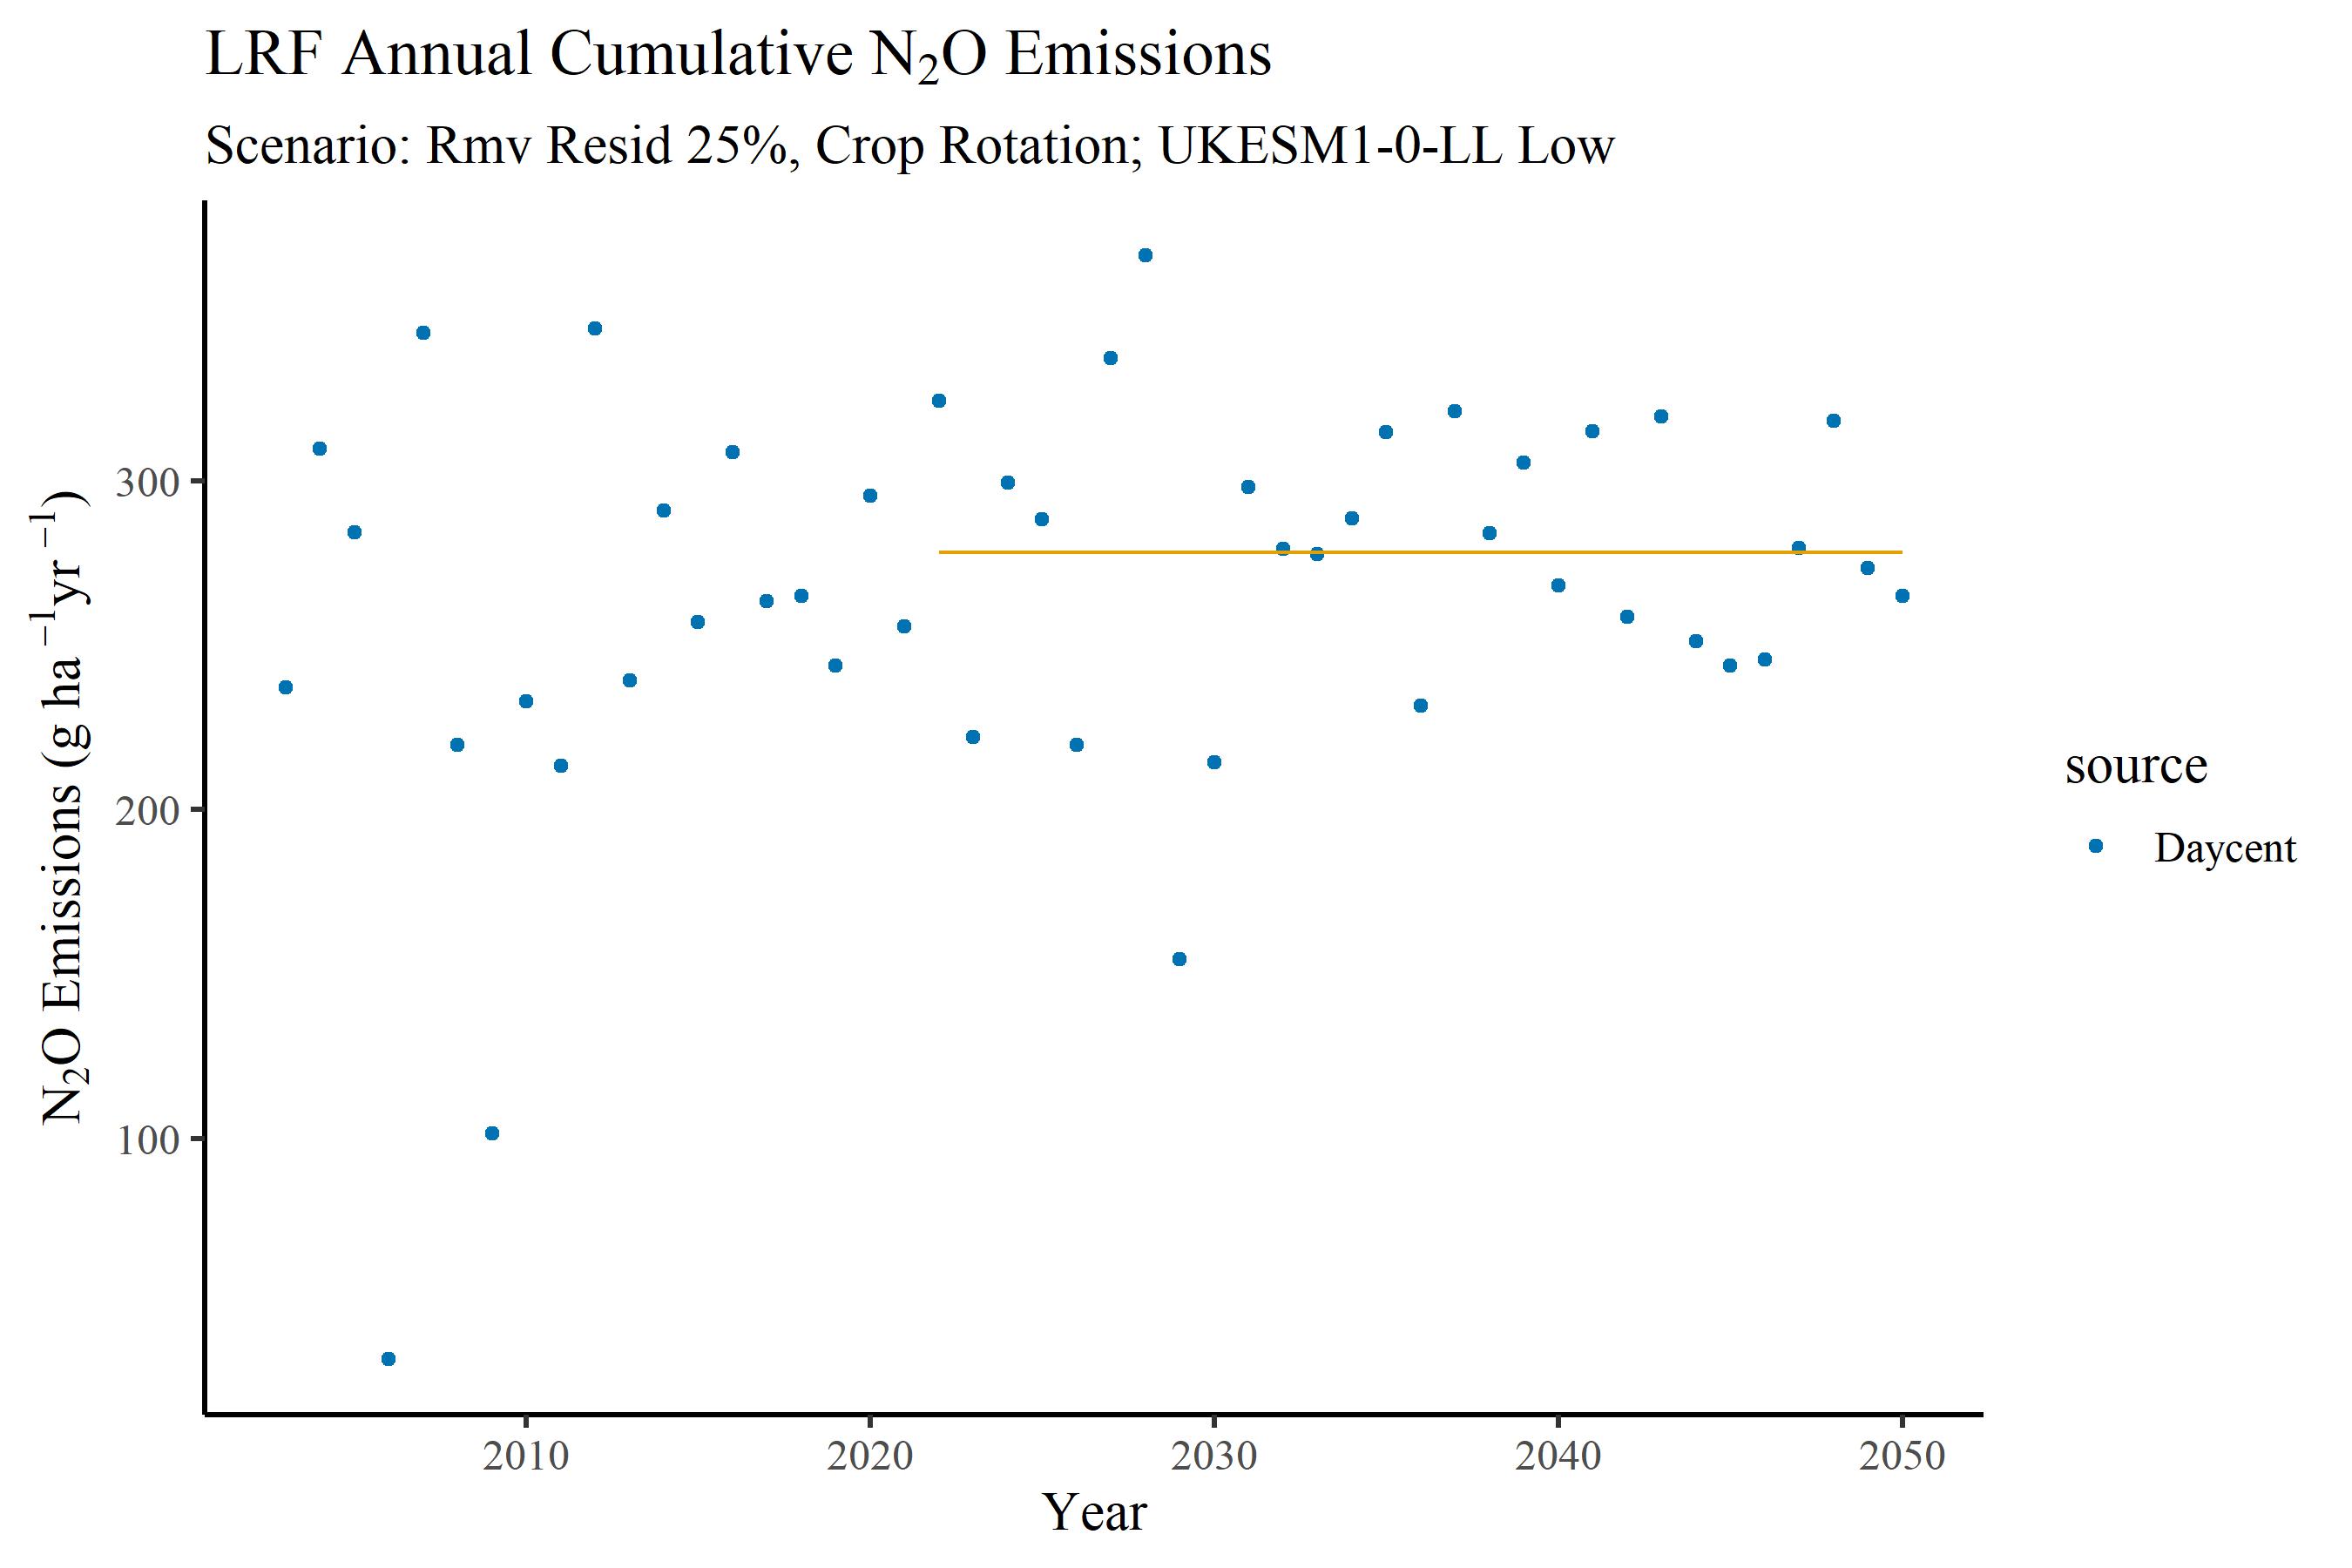 LRF Annual Cumulative N₂O Emissions
Scenario: Rmv Resid 25%, Crop Rotation; UKESM1-0-LL Low
N₂O Emissions (g ha ⁻¹yr ⁻¹)
300
200
100
2010
2020
2030
2040
2050
Year
source
Daycent